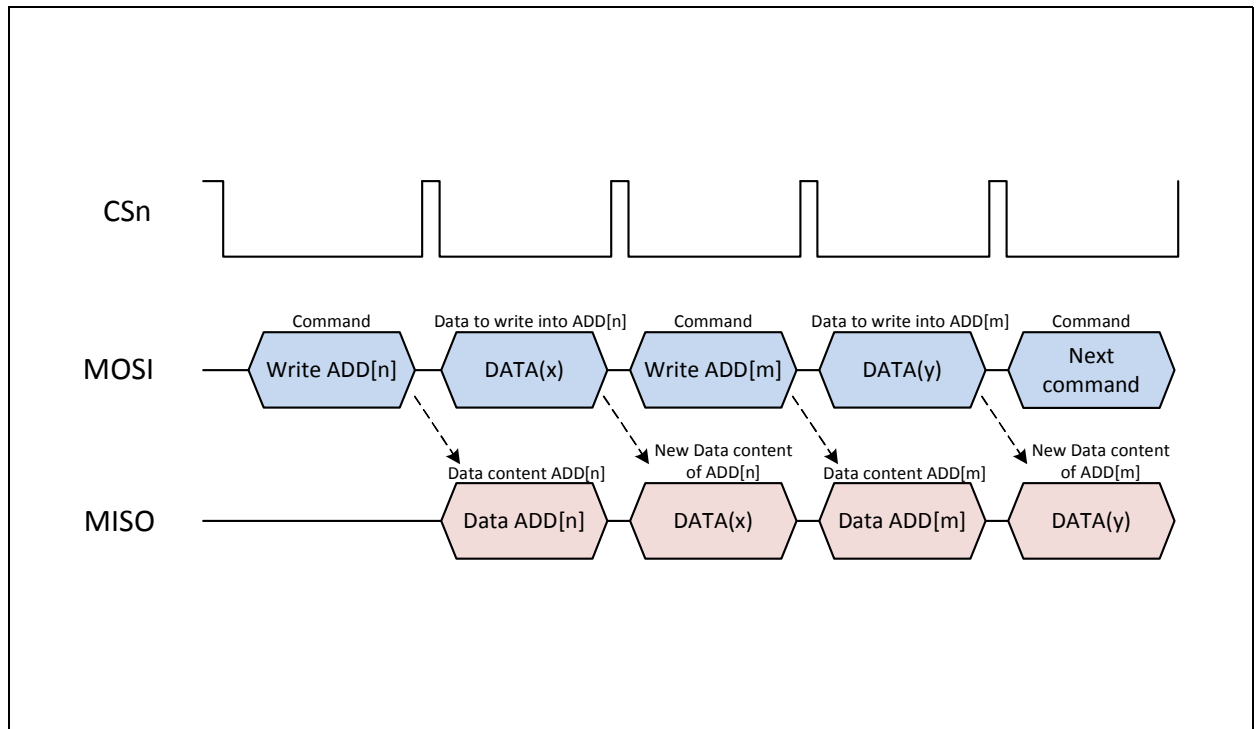 CSn
Command
Data to write into ADD[n]
Command
Data to write into ADD[m]
Command
MOSI
Write ADD[n]
DATA(x)
Write ADD[m]
DATA(y)
Next
command
Data content ADD[n]
New Data content
of ADD[n]
Data content ADD[m]
New Data content
of ADD[m]
MISO
Data ADD[n]
DATA(x)
Data ADD[m]
DATA(y)